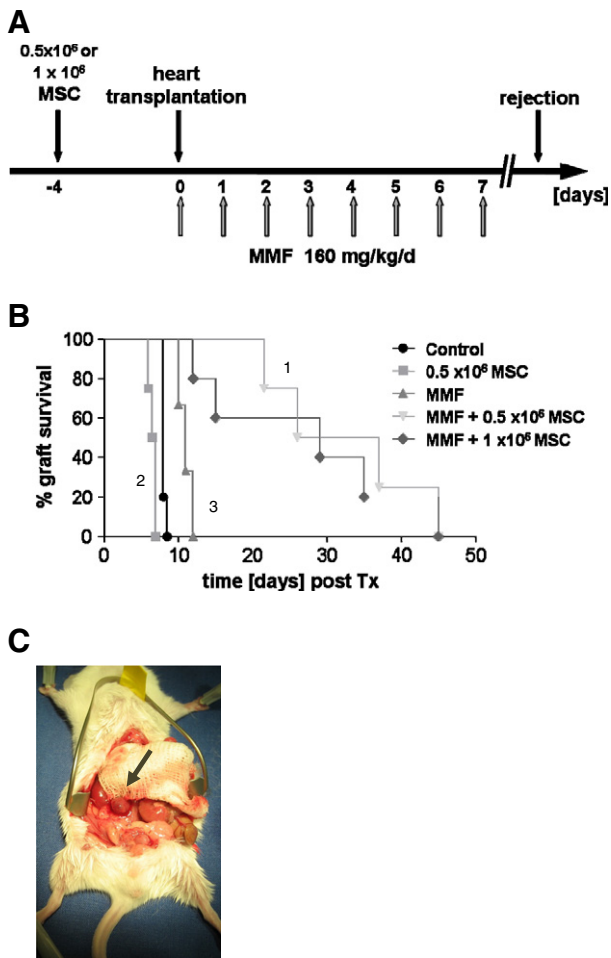 A
0.5x10⁶ or
1 x 10⁶
MSC
heart
transplantation
rejection
-4 0 1 2 3 4 5 6 7 [days]
MMF 160 mg/kg/d
B
% graft survival
100
80
60
40
20
0
1
2
3
0 10 20 30 40 50
time [days] post Tx
Control
0.5 x10⁶ MSC
MMF
MMF + 0.5 x10⁶ MSC
MMF + 1 x10⁶ MSC
C